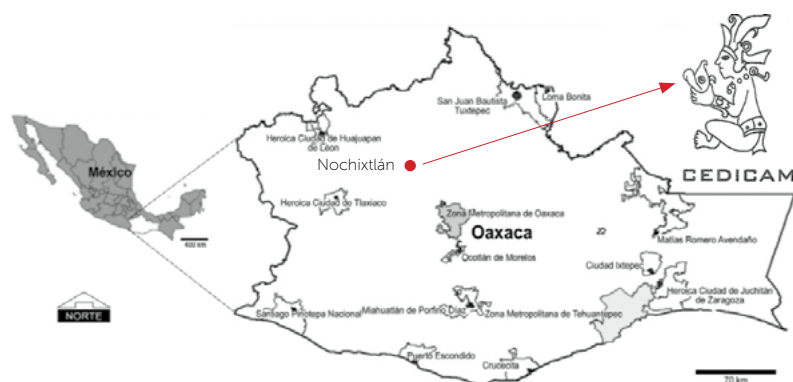 San Juan Bautista
Tuxtepec
Loma Bonita
Heroica Ciudad de Huajuapan
de León
Nochixtlán
CEDICAM
México
400 km
Heroica Ciudad de Tlaxiaco
Zona Metropolitana de Oaxaca
Oaxaca
Matías Romero Avendaño
Ocotlán de Morelos
Ciudad Ixtepec
Heroica Ciudad de Juchitán
de Zaragoza
NORTE
Santiago Pinotepa Nacional
Miahuatlán de Porfirio Díaz
Zona Metropolitana de Tehuantepec
Puerto Escondido
Crucecita
70 km